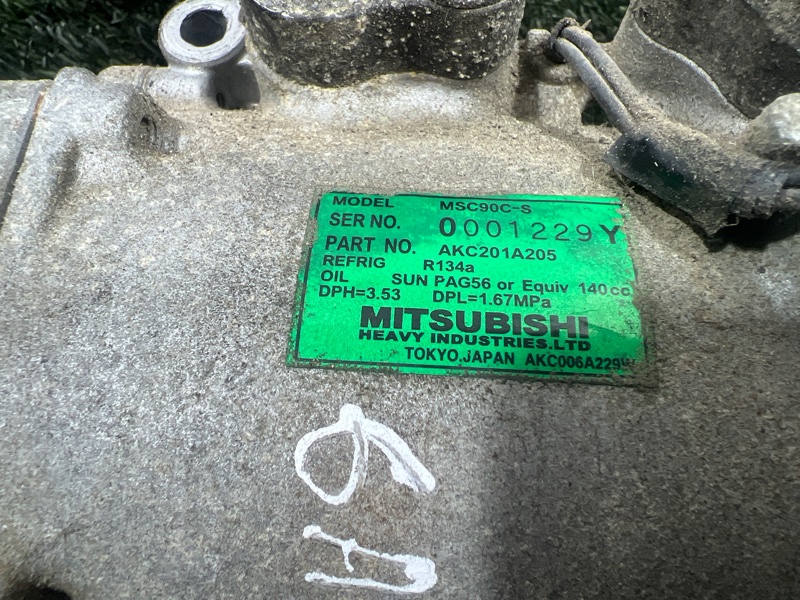 MODEL MSC90C-S
SER NO. 0001229Y
PART NO. AKC201A205
REFRIG R134a
OIL SUN PAG56 or Equiv 140cc
DPH=3.53 DPL=1.67MPa
MITSUBISHI
HEAVY INDUSTRIES.LTD
TOKYO.JAPAN AKC006A229